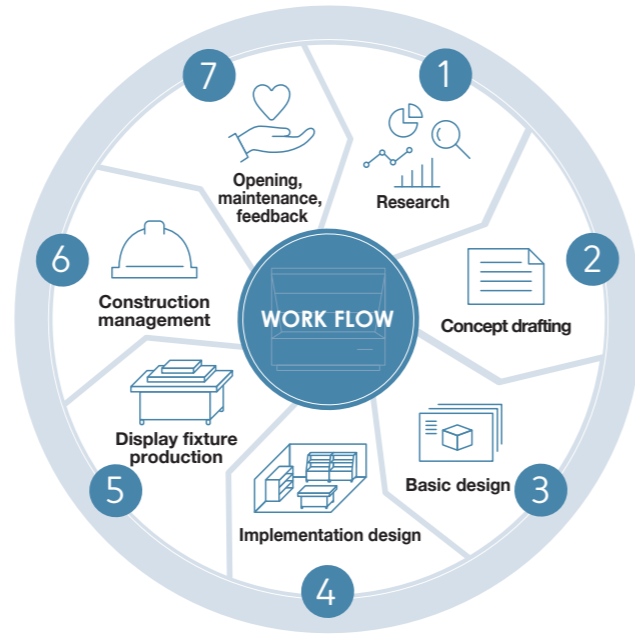 WORK FLOW
1
Research
2
Concept drafting
3
Basic design
4
Implementation design
5
Display fixture
production
6
Construction
management
7
Opening,
maintenance,
feedback